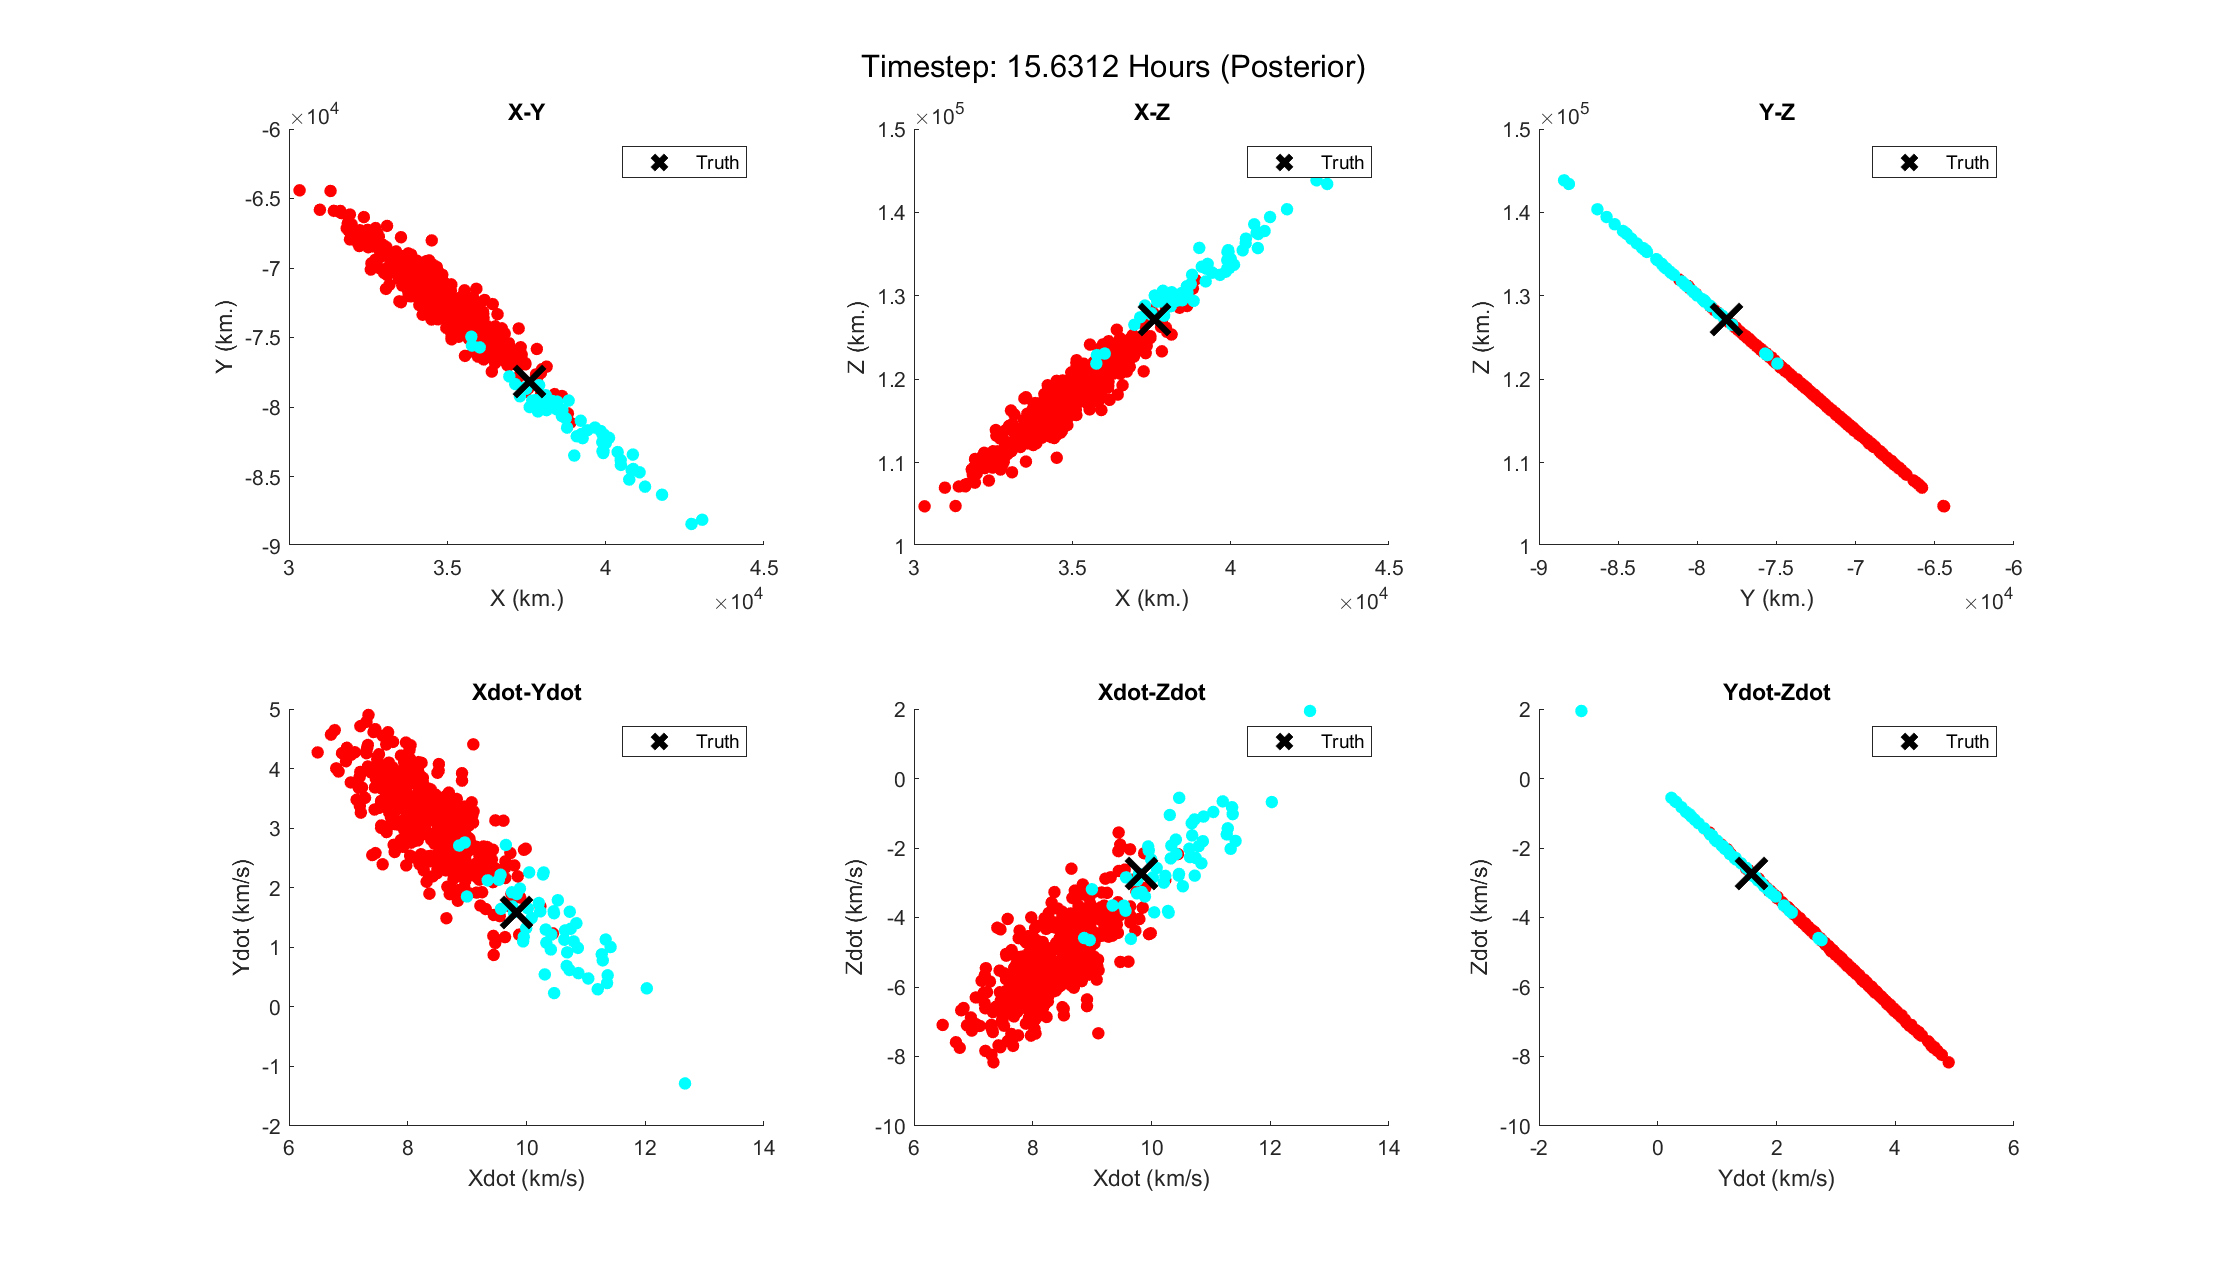 Timestep: 15.6312 Hours (Posterior)
X-Y
×10^4
-6
-6.5
-7
-7.5
-8
-8.5
-9
Y (km.)
3 3.5 4 4.5
X (km.)
×10^4
Truth
X-Z
×10^5
1.5
1.4
1.3
1.2
1.1
1
Z (km.)
3 3.5 4 4.5
X (km.)
×10^4
Truth
Y-Z
×10^5
1.5
1.4
1.3
1.2
1.1
1
Z (km.)
-9 -8.5 -8 -7.5 -7 -6.5 -6
Y (km.)
×10^4
Truth
Xdot-Ydot
5
4
3
2
1
0
-1
-2
Ydot (km/s)
6 8 10 12 14
Xdot (km/s)
Truth
Xdot-Zdot
2
0
-2
-4
-6
-8
-10
Zdot (km/s)
6 8 10 12 14
Xdot (km/s)
Truth
Ydot-Zdot
2
0
-2
-4
-6
-8
-10
Zdot (km/s)
-2 0 2 4 6
Ydot (km/s)
Truth